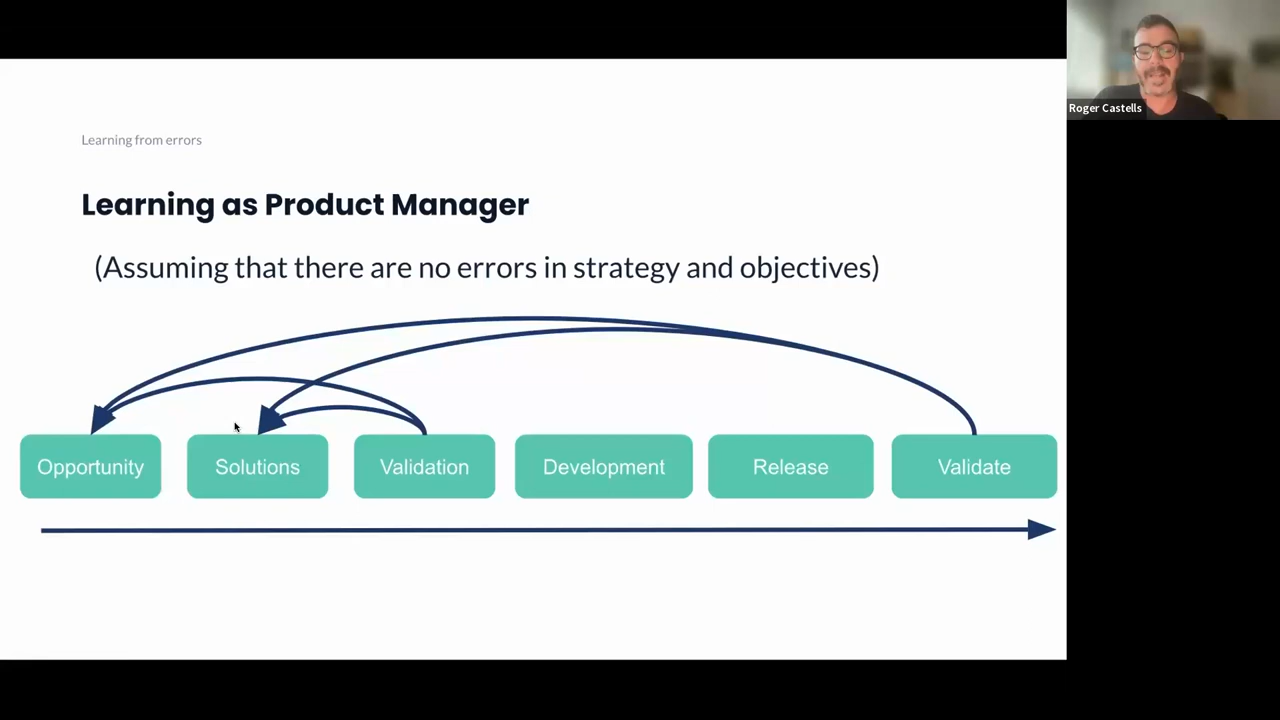 Learning from errors
Learning as Product Manager
(Assuming that there are no errors in strategy and objectives)
Opportunity
Solutions
Validation
Development
Release
Validate
Roger Castells